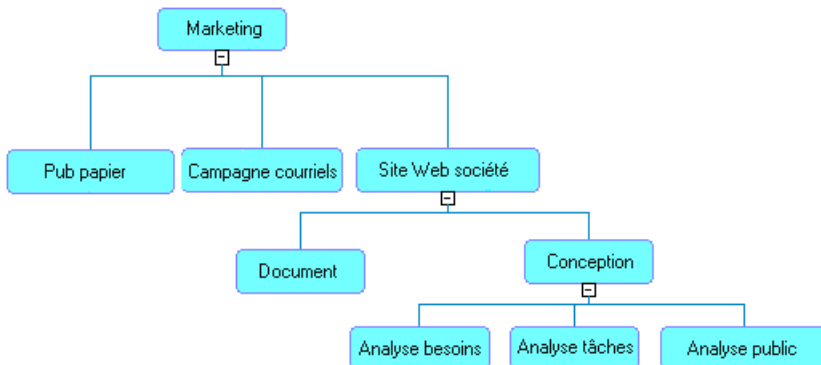 Marketing
Pub papier
Campagne courriels
Site Web société
Document
Conception
Analyse besoins
Analyse tâches
Analyse public